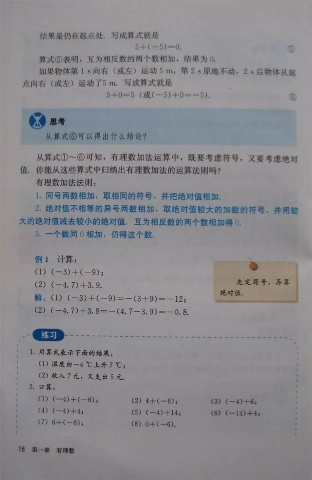 结果是仍在起点处. 写成算式就是
5+(-5)=0. ⑤
算式⑤表明，互为相反数的两个数相加，结果为0.
如果物体第1 s向右（或左）运动5 m，第2 s原地不动，2 s后物体从起
点向右（或左）运动了5 m. 写成算式就是
5+0=5（或(-5)+0=-5）. ⑥
思考
从算式⑥可以得出什么结论?
从算式①~⑥可知，有理数加法运算中，既要考虑符号，又要考虑绝对
值. 你能从这些算式中归纳出有理数加法的运算法则吗?
有理数加法法则：
1. 同号两数相加，取相同的符号，并把绝对值相加.
2. 绝对值不相等的异号两数相加，取绝对值较大的加数的符号，并用较
大的绝对值减去较小的绝对值. 互为相反数的两个数相加得0.
3. 一个数同0相加，仍得这个数.
例1 计算：
(1) (-3)+(-9);
(2) (-4.7)+3.9.
先定符号，再算
绝对值.
解：(1) (-3)+(-9)=-(3+9)=-12;
(2) (-4.7)+3.9=-(4.7-3.9)=-0.8.
练习
1. 用算式表示下面的结果：
(1) 温度由-4 ℃上升7 ℃;
(2) 收入7元，又支出5元.
2. 口算：
(1) (-4)+(-6); (2) 4+(-6); (3) (-4)+6;
(4) (-4)+4; (5) (-4)+14; (6) (-14)+4;
(7) 6+(-6); (8) 0+(-6).
18 第一章 有理数